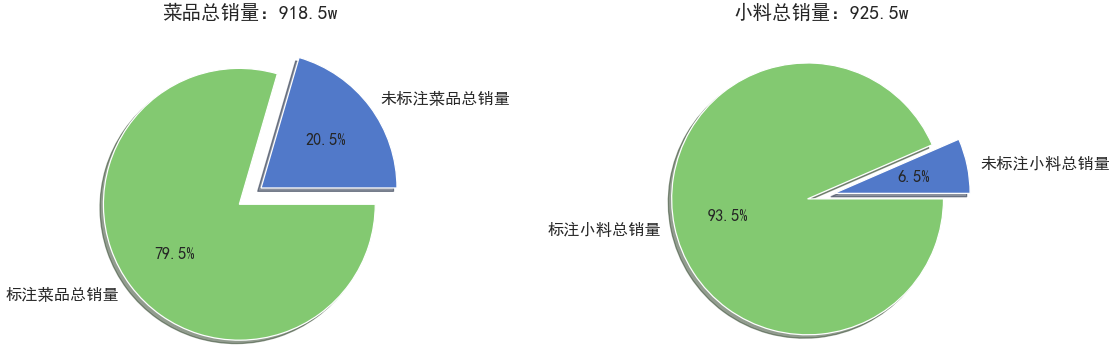 菜品总销量：918.5w
未标注菜品总销量
20.5%
79.5%
标注菜品总销量
小料总销量：925.5w
未标注小料总销量
6.5%
93.5%
标注小料总销量